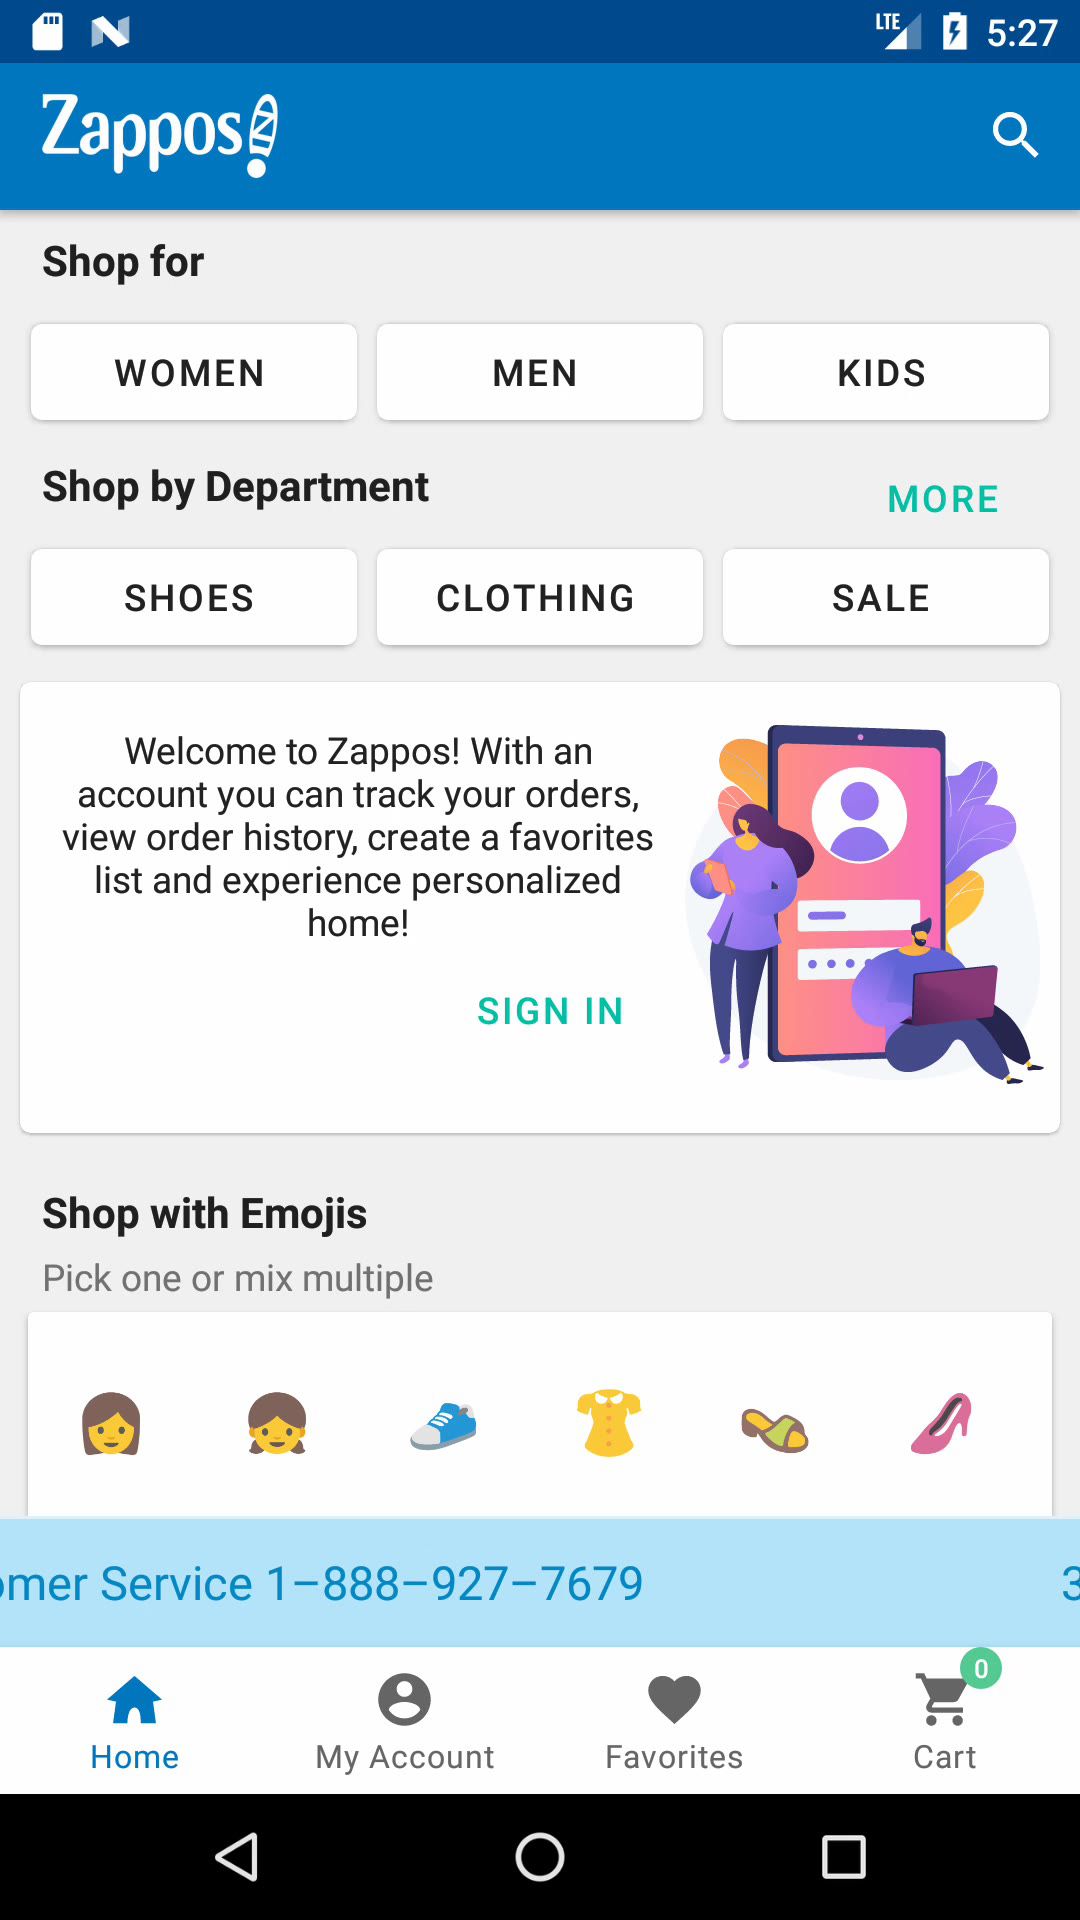 LTE 5:27
Zappos
Shop for
WOMEN MEN KIDS
Shop by Department
MORE
SHOES CLOTHING SALE
Welcome to Zappos! With an
account you can track your orders,
view order history, create a favorites
list and experience personalized
home!
SIGN IN
Shop with Emojis
Pick one or mix multiple
omer Service 1-888-927-7679 3
0
Home My Account Favorites Cart